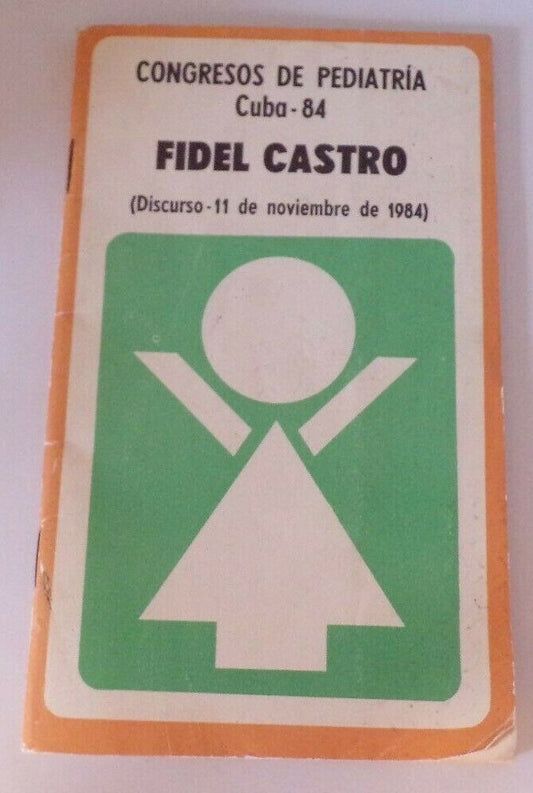 CONGRESOS DE PEDIATRÍA
Cuba - 84
FIDEL CASTRO
(Discurso - 11 de noviembre de 1984)